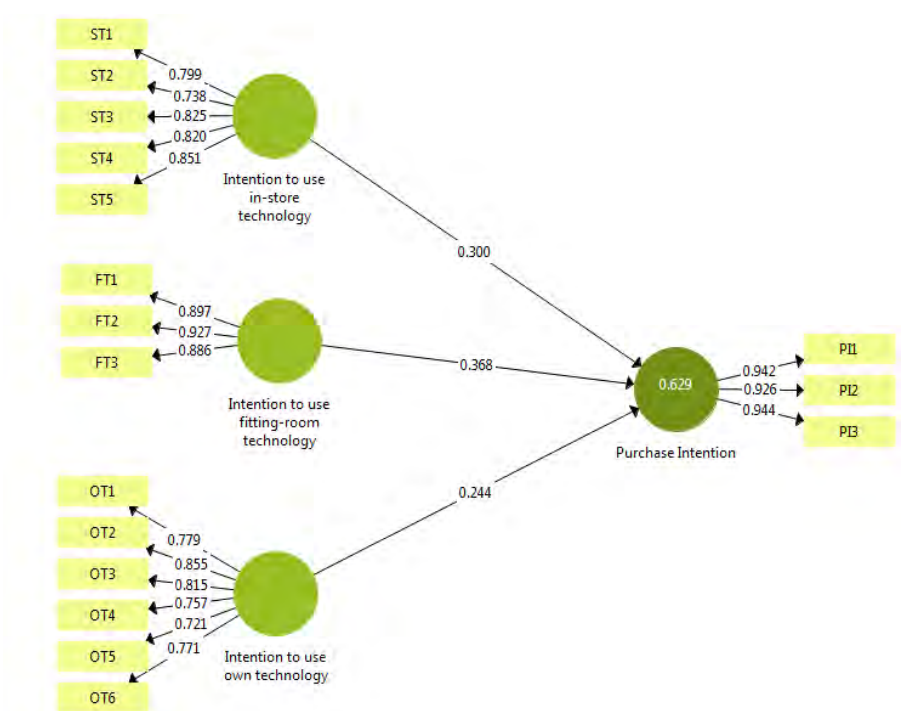 ST1
0.799
ST2
0.738
ST3
0.825
ST4
0.820
0.851
ST5
Intention to use
in-store
technology
0.300
FT1
0.897
FT2
0.927
FT3
0.886
0.368
Intention to use
fitting-room
technology
0.629
Purchase Intention
PI1
0.942
0.926
PI2
0.944
PI3
0.244
OT1
0.779
OT2
0.855
OT3
0.815
0.757
OT4
0.721
0.771
OT5
OT6
Intention to use
own technology